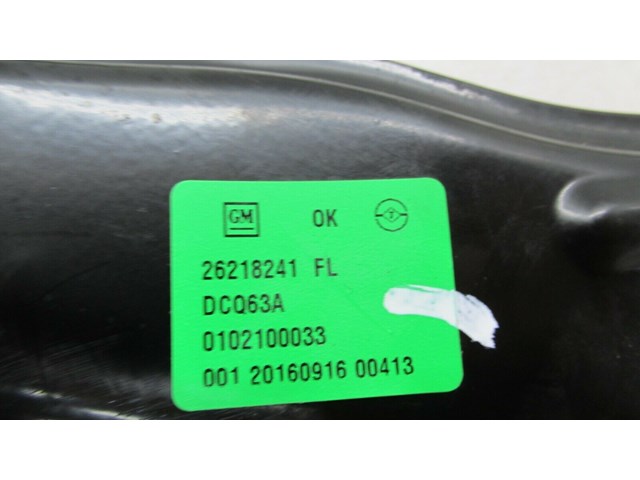 GM OK T
26218241 FL
DCQ63A
0102100033
001 20160916 00413